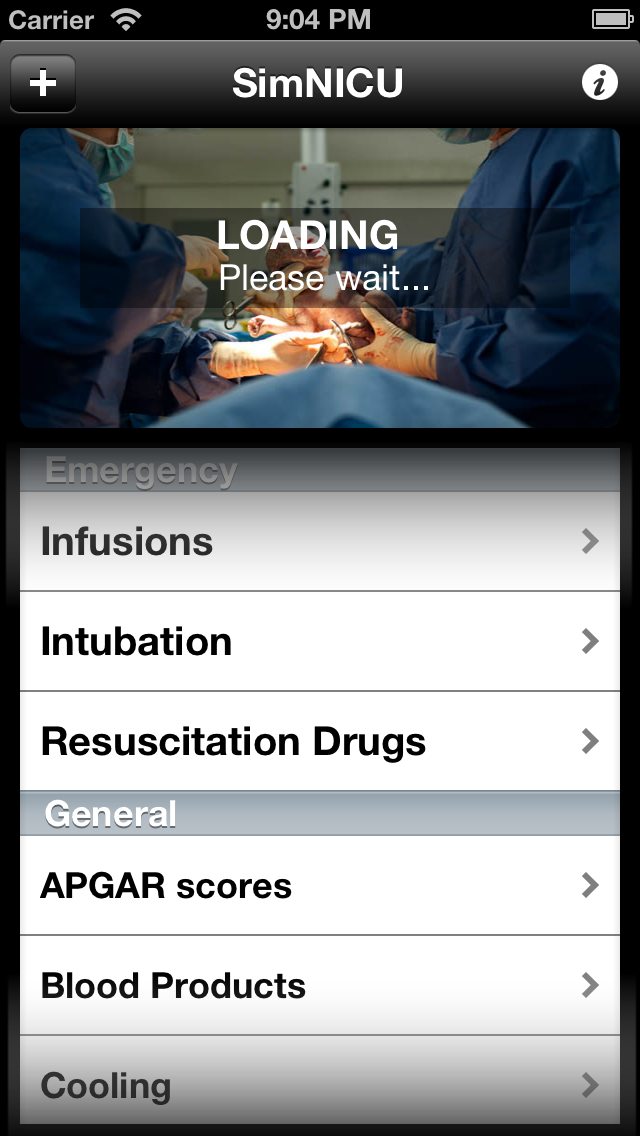 Carrier 9:04 PM
SimNICU
LOADING
Please wait...
Emergency
Infusions
Intubation
Resuscitation Drugs
General
APGAR scores
Blood Products
Cooling